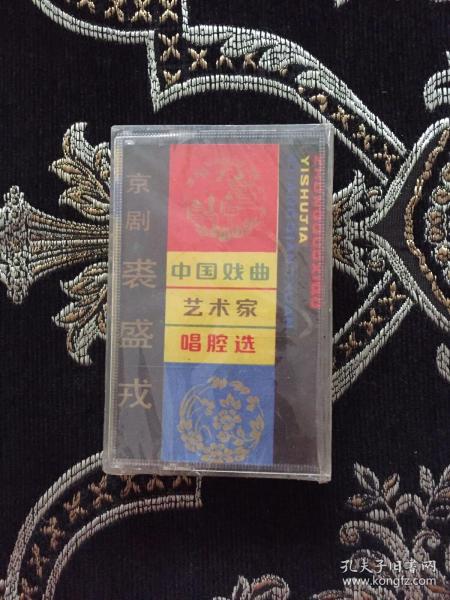 京剧 裘盛戎
中国戏曲
艺术家
唱腔选
ZHONGGUOXIQU
YISHUJIA
孔夫子旧书网
www.kongfz.com